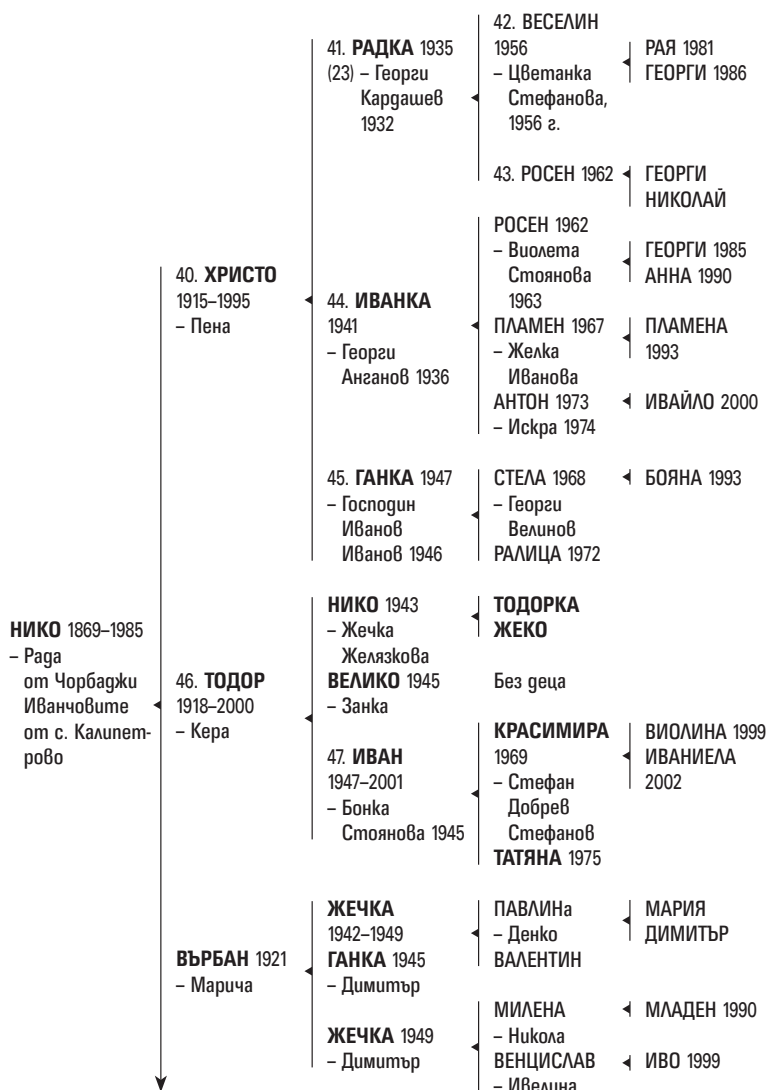 НИКО 1869–1985
– Рада
от Чорбаджи
Иванчовите
от с. Калипет-
рово
40. ХРИСТО
1915–1995
– Пена
41. РАДКА 1935
(23) – Георги
Кардашев
1932
42. ВЕСЕЛИН
1956
– Цветанка
Стефанова,
1956 г.
РАЯ 1981
ГЕОРГИ 1986
43. РОСЕН 1962
ГЕОРГИ
НИКОЛАЙ
44. ИВАНКА
1941
– Георги
Анганов 1936
РОСЕН 1962
– Виолета
Стоянова
1963
ГЕОРГИ 1985
АННА 1990
ПЛАМЕН 1967
– Желка
Иванова
ПЛАМЕНА
1993
АНТОН 1973
– Искра 1974
ИВАЙЛО 2000
45. ГАНКА 1947
– Господин
Иванов
Иванов 1946
СТЕЛА 1968
– Георги
Велинов
РАЛИЦА 1972
БОЯНА 1993
46. ТОДОР
1918–2000
– Кера
НИКО 1943
– Жечка
Желязкова
ТОДОРКА
ЖЕКО
ВЕЛИКО 1945
– Занка
Без деца
47. ИВАН
1947–2001
– Бонка
Стоянова 1945
КРАСИМИРА
1969
– Стефан
Добрев
Стефанов
ТАТЯНА 1975
ВИОЛИНА 1999
ИВАНИЕЛА
2002
ВЪРБАН 1921
– Марича
ЖЕЧКА
1942–1949
ГАНКА 1945
– Димитър
ПАВЛИНа
– Денко
ВАЛЕНТИН
МАРИЯ
ДИМИТЪР
ЖЕЧКА 1949
– Димитър
МИЛЕНА
– Никола
ВЕНЦИСЛАВ
– Ивелина
МЛАДЕН 1990
ИВО 1999